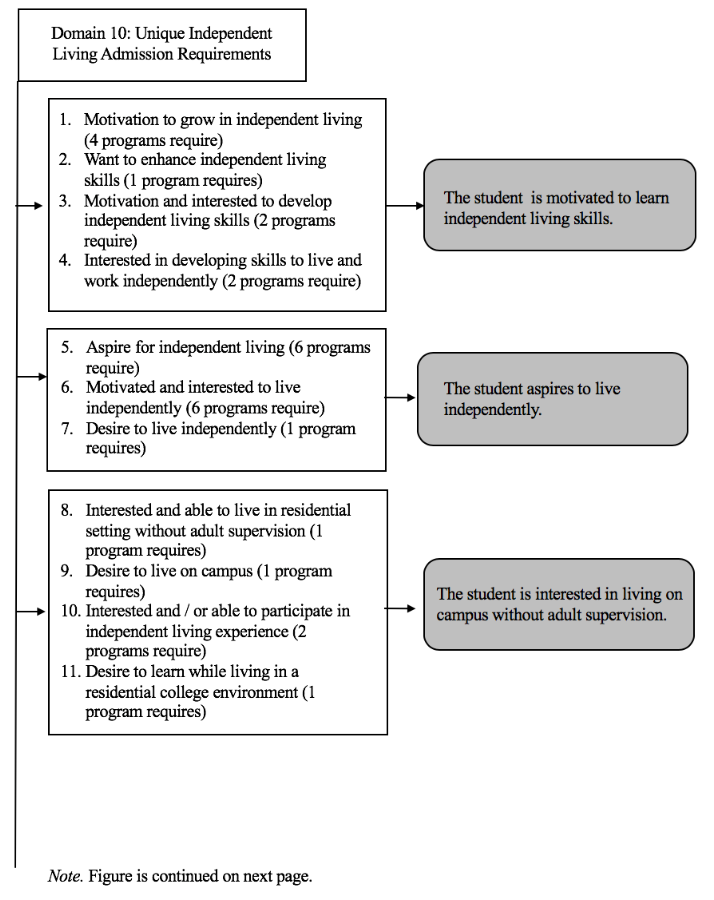 Domain 10: Unique Independent
Living Admission Requirements
1. Motivation to grow in independent living
(4 programs require)
2. Want to enhance independent living
skills (1 program requires)
3. Motivation and interested to develop
independent living skills (2 programs
require)
4. Interested in developing skills to live and
work independently (2 programs require)
The student is motivated to learn
independent living skills.
5. Aspire for independent living (6 programs
require)
6. Motivated and interested to live
independently (6 programs require)
7. Desire to live independently (1 program
requires)
The student aspires to live
independently.
8. Interested and able to live in residential
setting without adult supervision (1
program requires)
9. Desire to live on campus (1 program
requires)
10. Interested and / or able to participate in
independent living experience (2
programs require)
11. Desire to learn while living in a
residential college environment (1
program requires)
The student is interested in living on
campus without adult supervision.
Note. Figure is continued on next page.